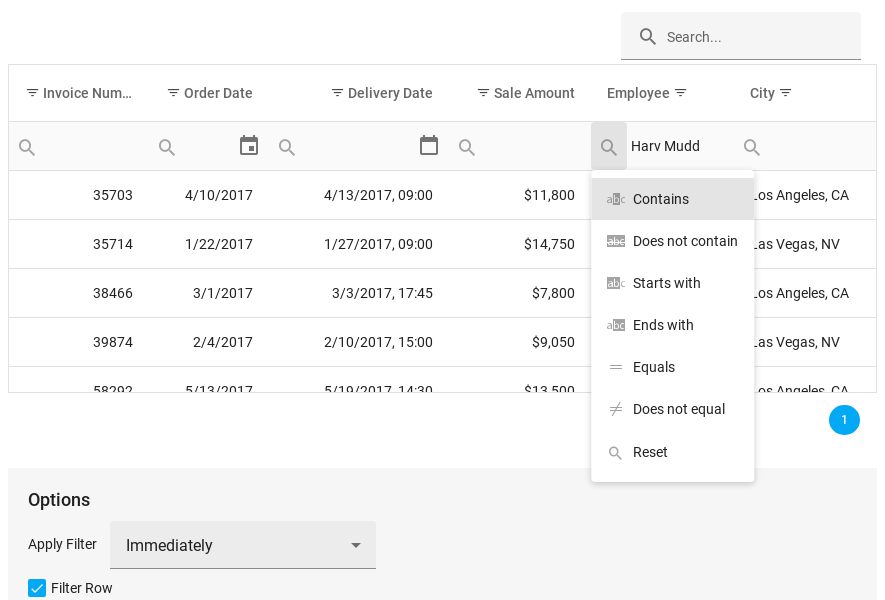 Search...
Invoice Num... Order Date Delivery Date Sale Amount Employee City
Harv Mudd
35703 4/10/2017 4/13/2017, 09:00 $11,800 Los Angeles, CA
35714 1/22/2017 1/27/2017, 09:00 $14,750 Las Vegas, NV
38466 3/1/2017 3/3/2017, 17:45 $7,800 Los Angeles, CA
39874 2/4/2017 2/10/2017, 15:00 $9,050 Las Vegas, NV
58292 5/13/2017 5/19/2017, 14:30 $13,500 Los Angeles, CA
abc Contains
abc Does not contain
abc Starts with
abc Ends with
= Equals
≠ Does not equal
Reset
1
Options
Apply Filter Immediately
Filter Row